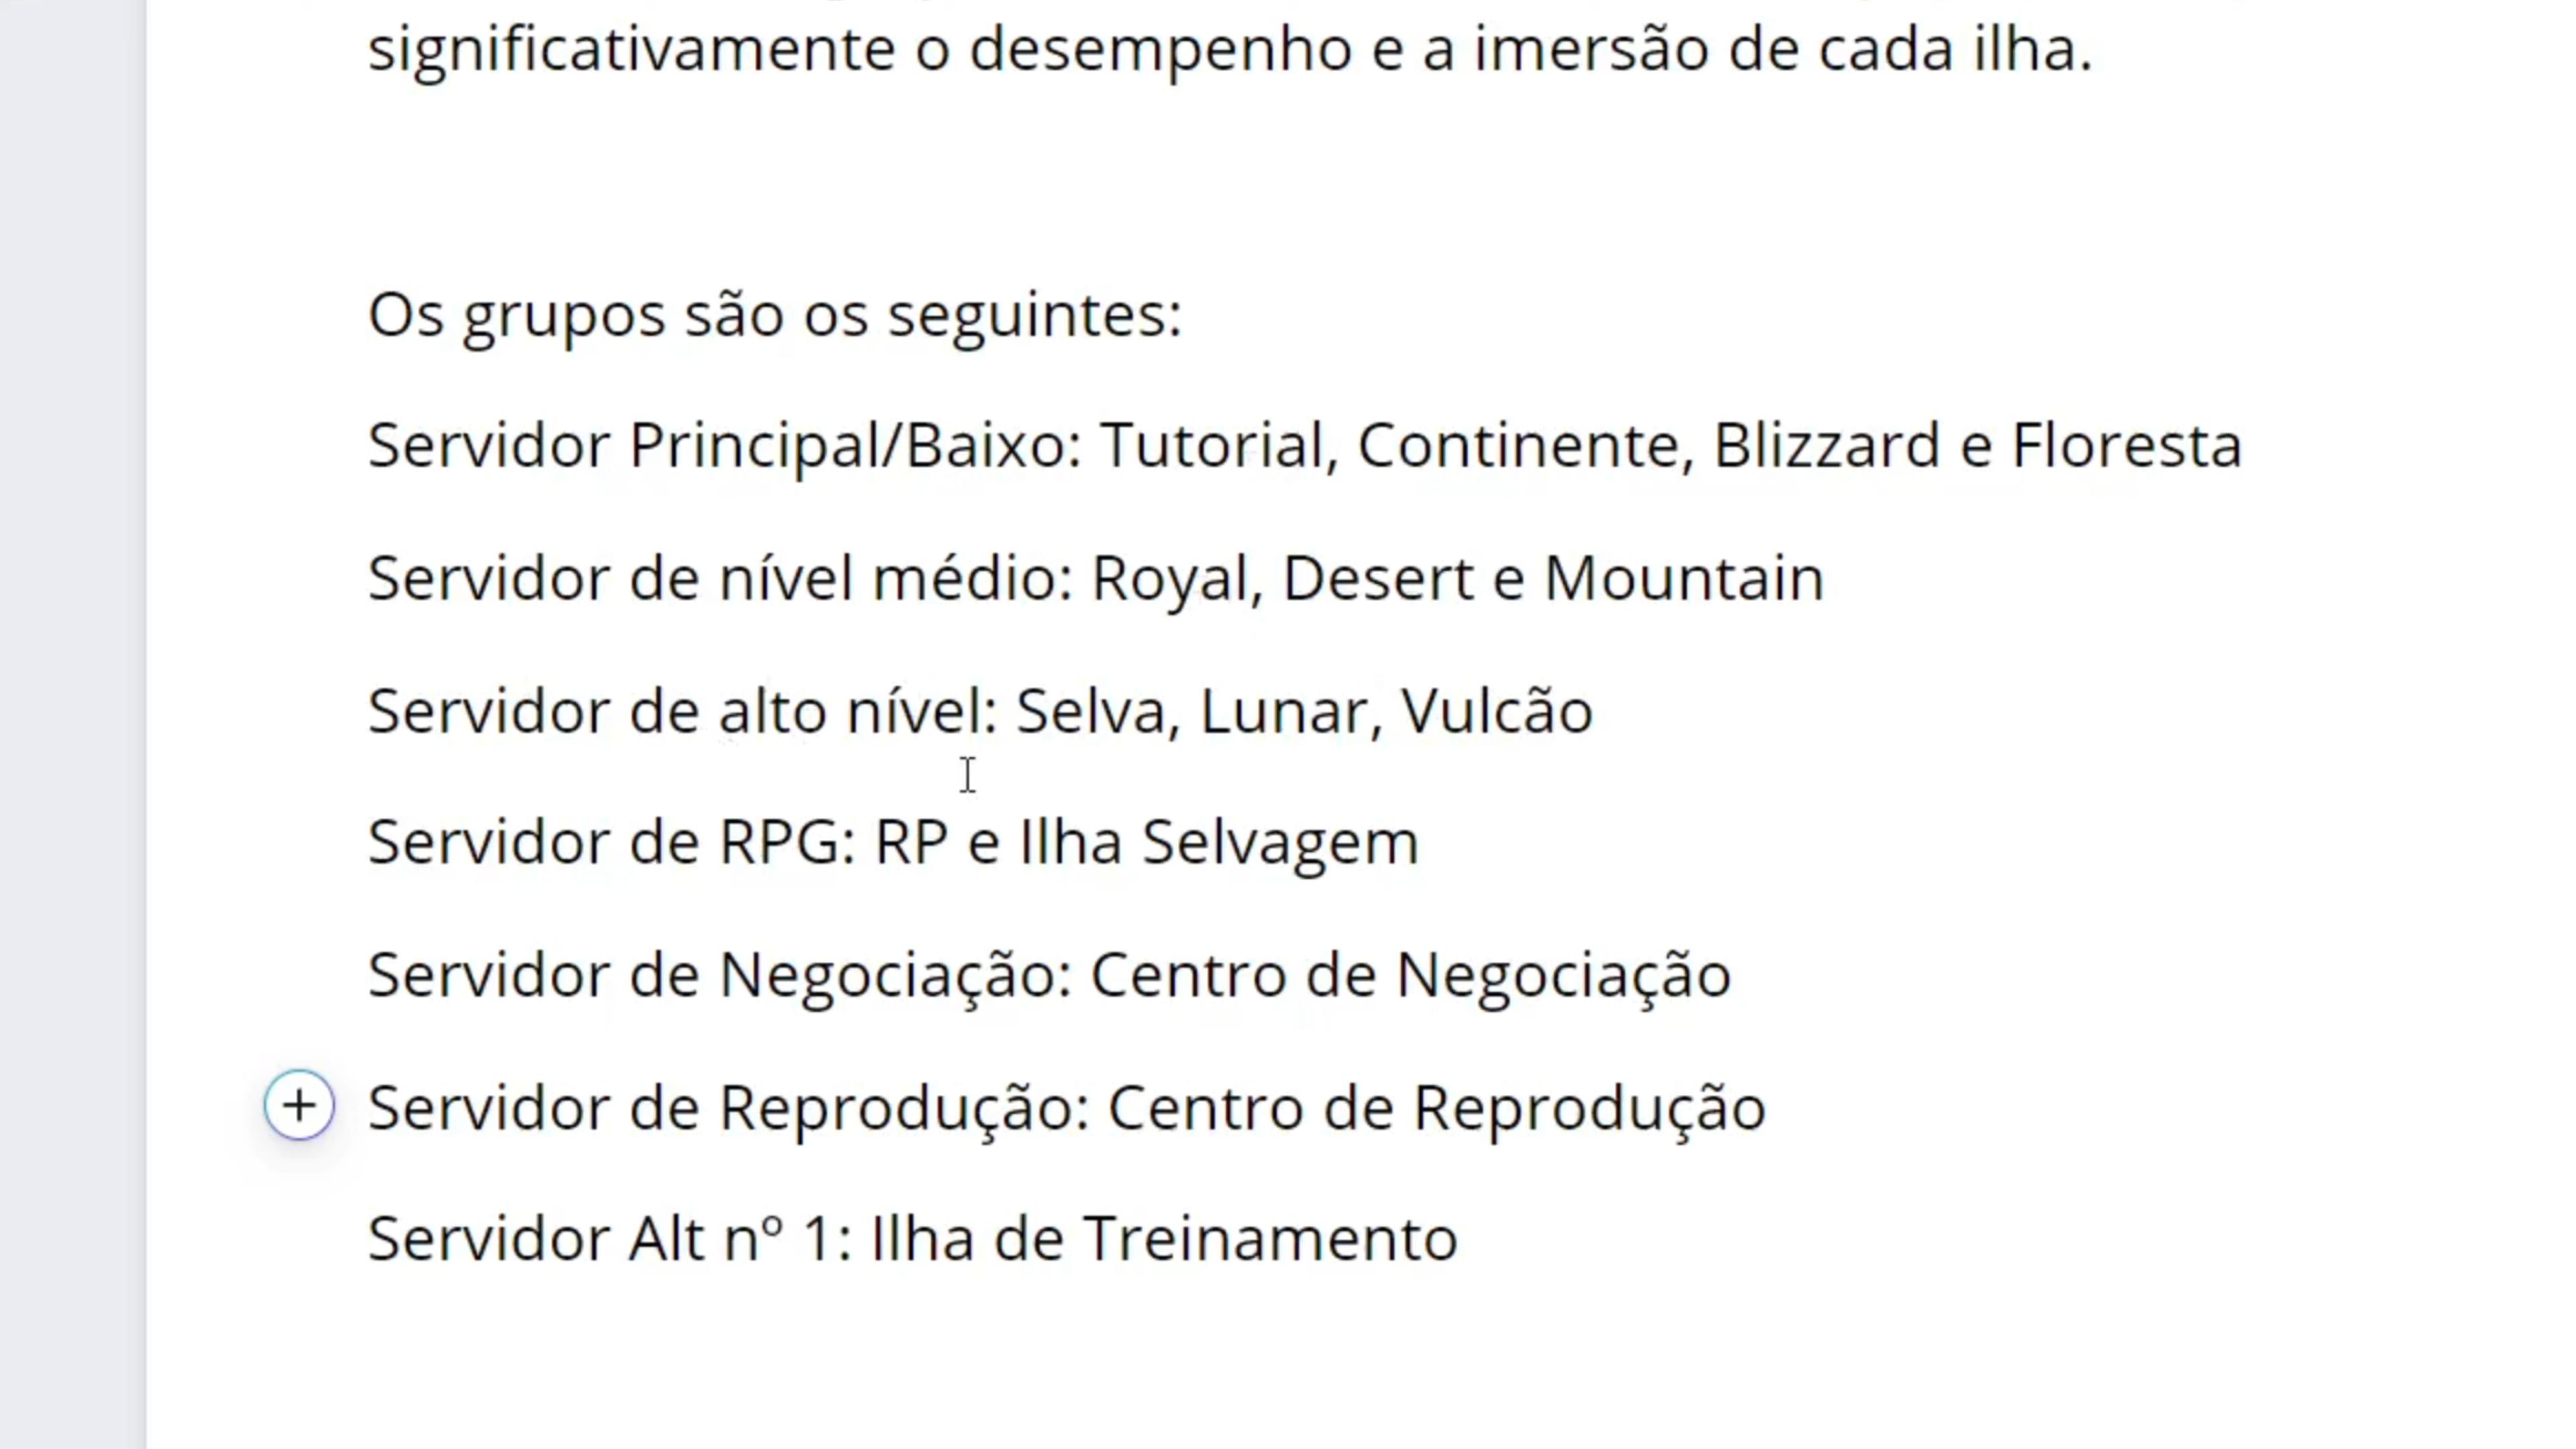 significativamente o desempenho e a imersão de cada ilha.
Os grupos são os seguintes:
Servidor Principal/Baixo: Tutorial, Continente, Blizzard e Floresta
Servidor de nível médio: Royal, Desert e Mountain
Servidor de alto nível: Selva, Lunar, Vulcão
Servidor de RPG: RP e Ilha Selvagem
Servidor de Negociação: Centro de Negociação
Servidor de Reprodução: Centro de Reprodução
Servidor Alt nº 1: Ilha de Treinamento